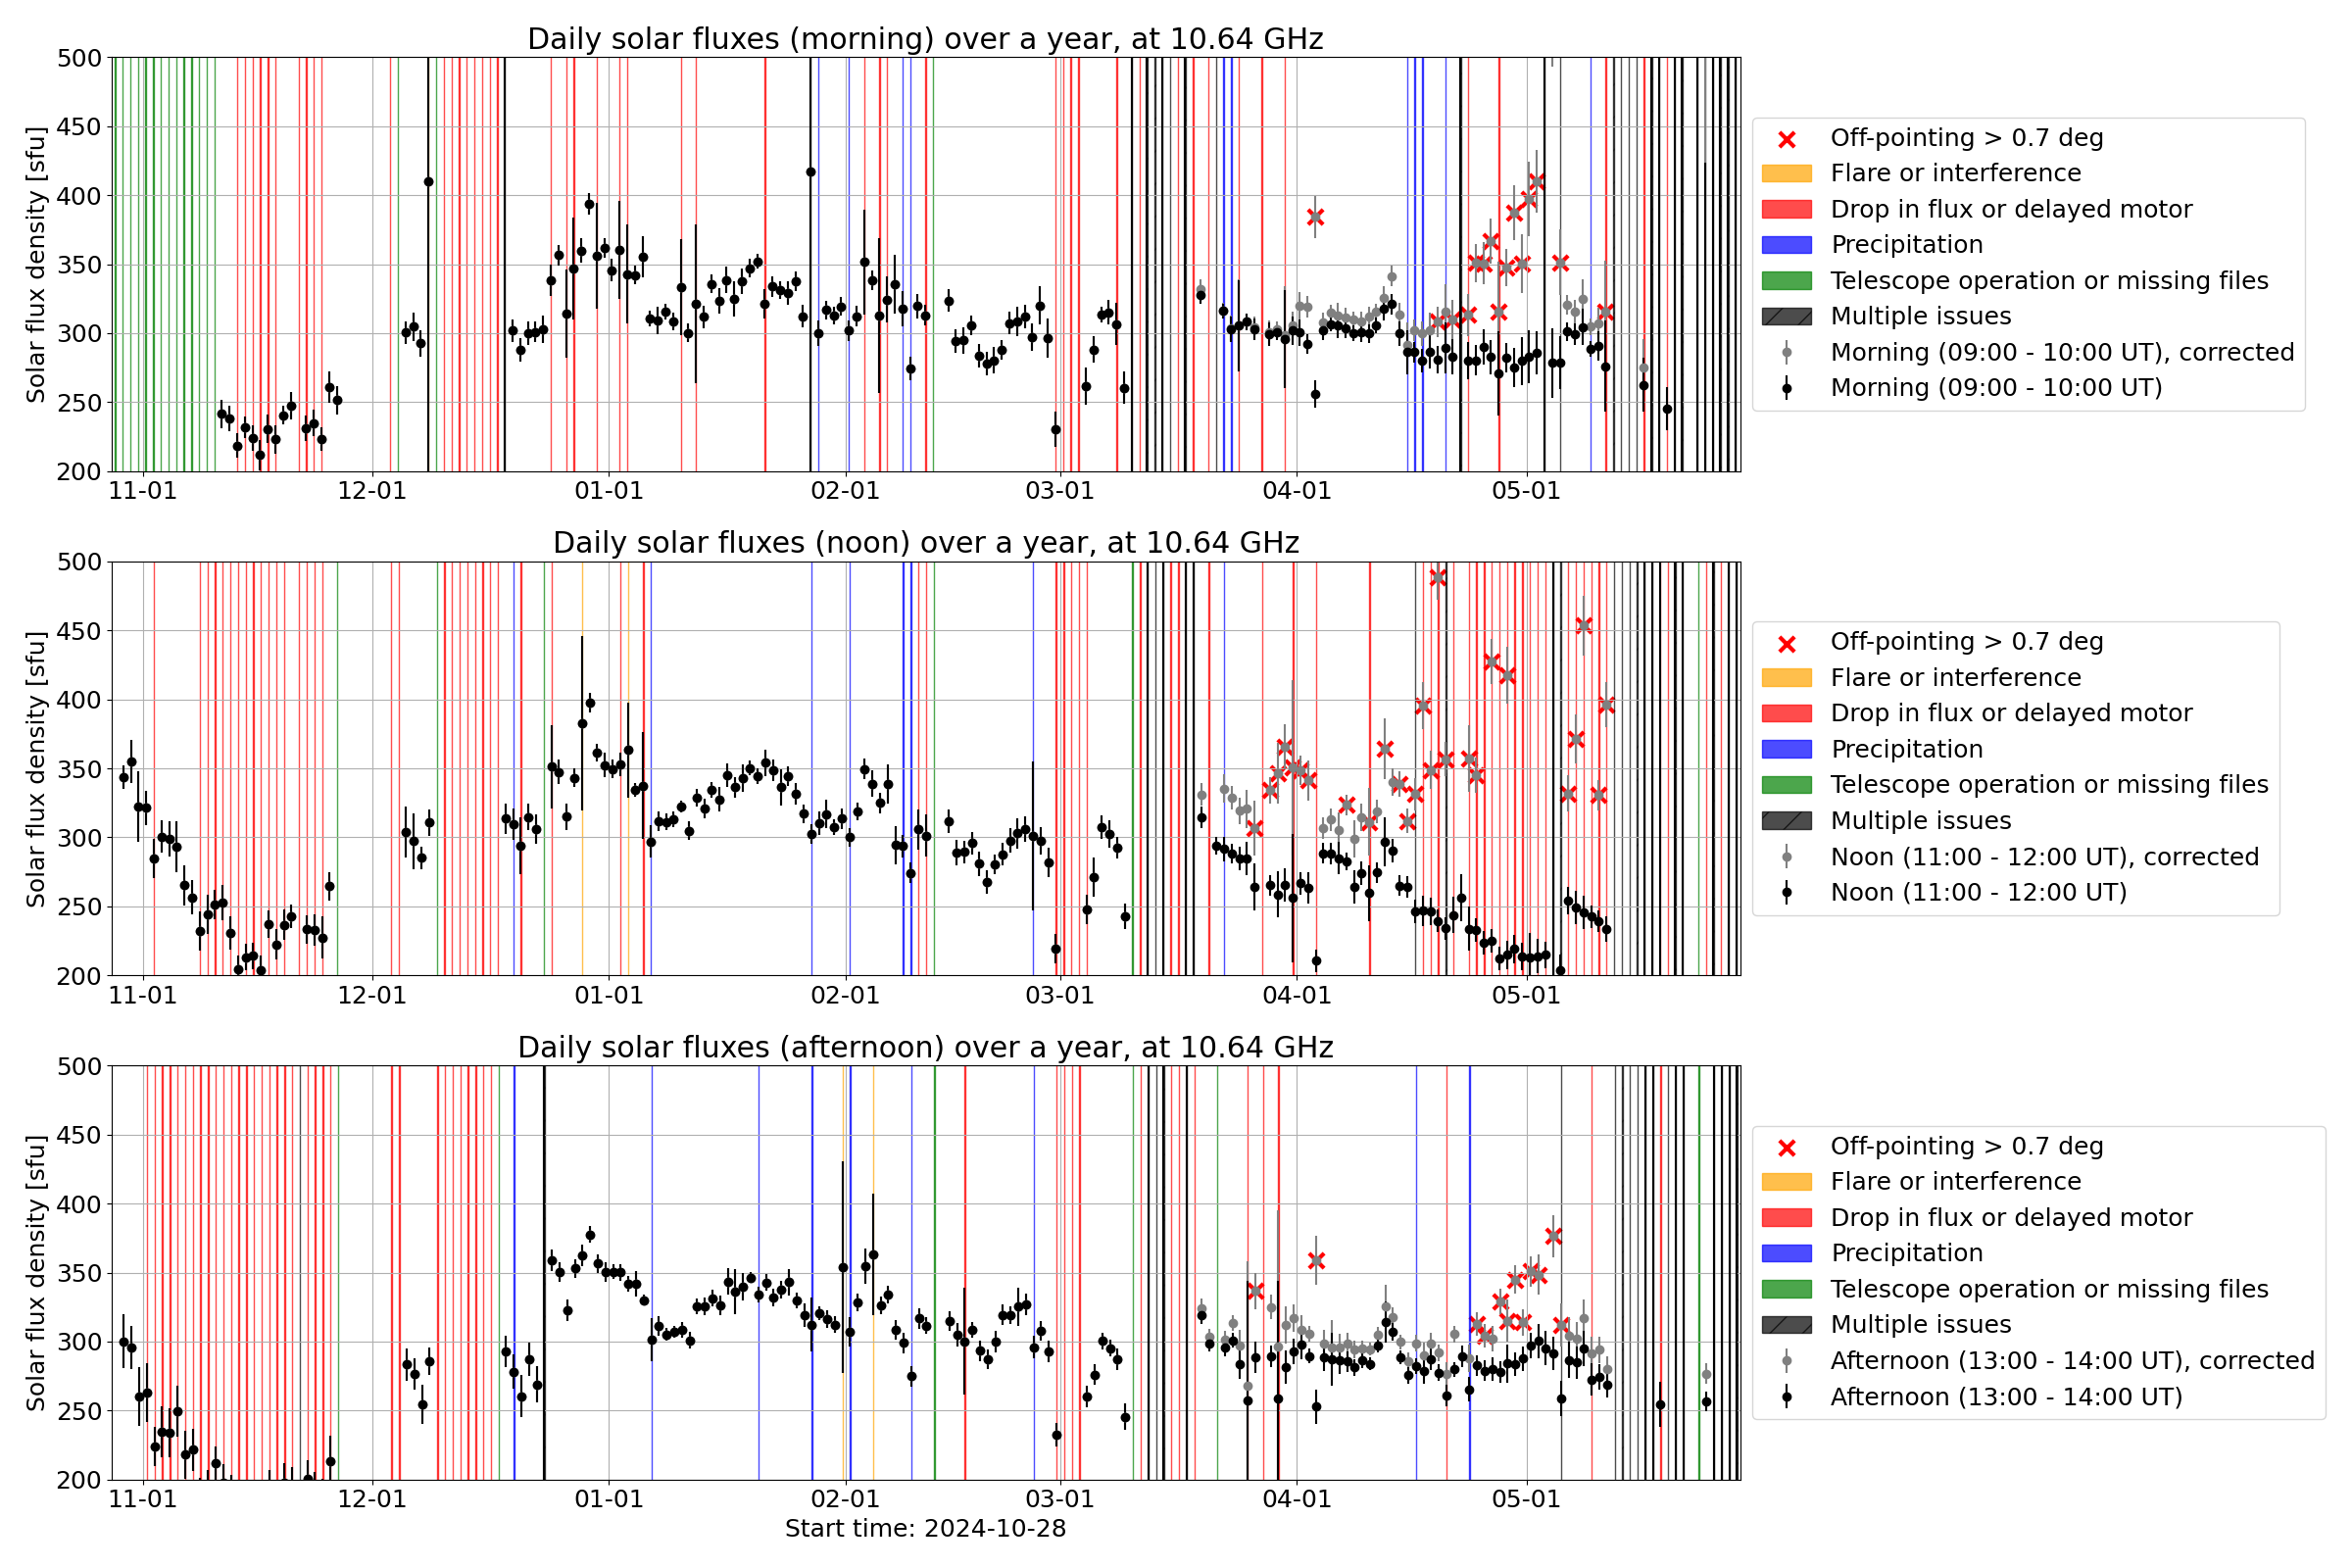 Daily solar fluxes (morning) over a year, at 10.64 GHz
Solar flux density [sfu]
500
450
400
350
300
250
200
11-01 12-01 01-01 02-01 03-01 04-01 05-01
Off-pointing > 0.7 deg
Flare or interference
Drop in flux or delayed motor
Precipitation
Telescope operation or missing files
Multiple issues
Morning (09:00 - 10:00 UT), corrected
Morning (09:00 - 10:00 UT)
Daily solar fluxes (noon) over a year, at 10.64 GHz
Solar flux density [sfu]
500
450
400
350
300
250
200
11-01 12-01 01-01 02-01 03-01 04-01 05-01
Off-pointing > 0.7 deg
Flare or interference
Drop in flux or delayed motor
Precipitation
Telescope operation or missing files
Multiple issues
Noon (11:00 - 12:00 UT), corrected
Noon (11:00 - 12:00 UT)
Daily solar fluxes (afternoon) over a year, at 10.64 GHz
Solar flux density [sfu]
500
450
400
350
300
250
200
11-01 12-01 01-01 02-01 03-01 04-01 05-01
Start time: 2024-10-28
Off-pointing > 0.7 deg
Flare or interference
Drop in flux or delayed motor
Precipitation
Telescope operation or missing files
Multiple issues
Afternoon (13:00 - 14:00 UT), corrected
Afternoon (13:00 - 14:00 UT)